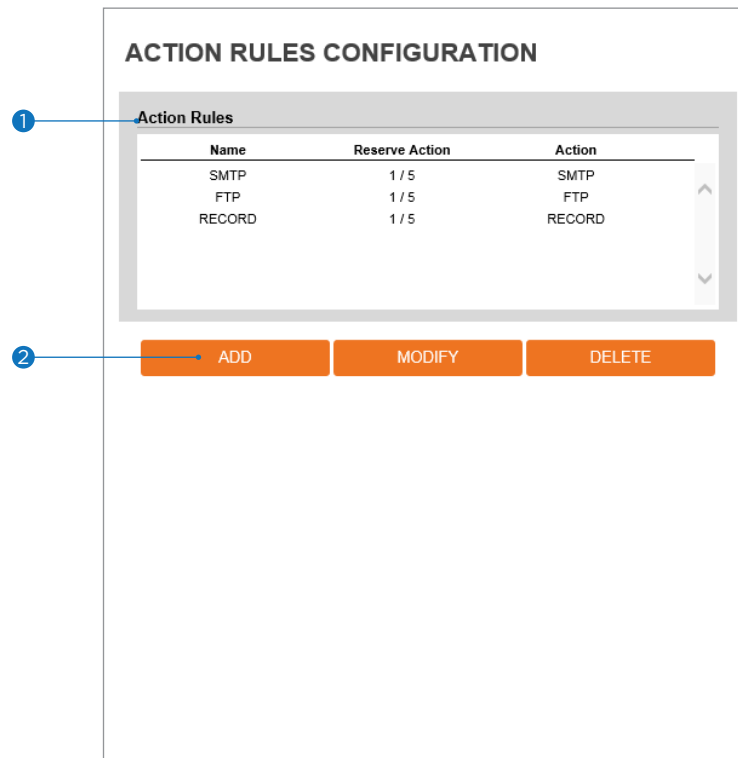 ACTION RULES CONFIGURATION
1
Action Rules
Name Reserve Action Action
SMTP 1 / 5 SMTP
FTP 1 / 5 FTP
RECORD 1 / 5 RECORD
2
ADD MODIFY DELETE